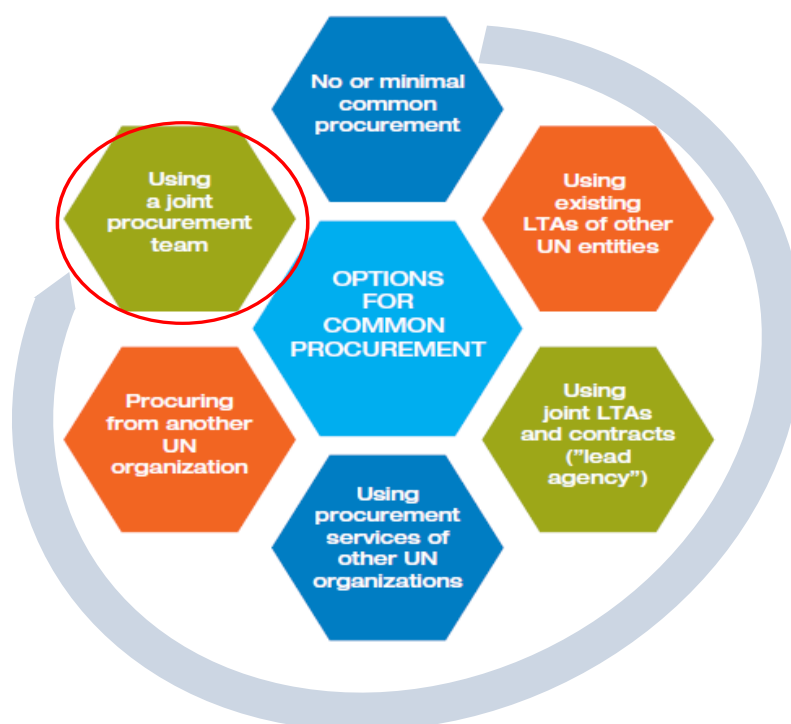 No or minimal
common
procurement
Using
existing
LTAs of other
UN entities
Using
joint LTAs
and contracts
("lead
agency")
Using
procurement
services of
other UN
organizations
Procuring
from another
UN
organization
Using
a joint
procurement
team
OPTIONS
FOR
COMMON
PROCUREMENT